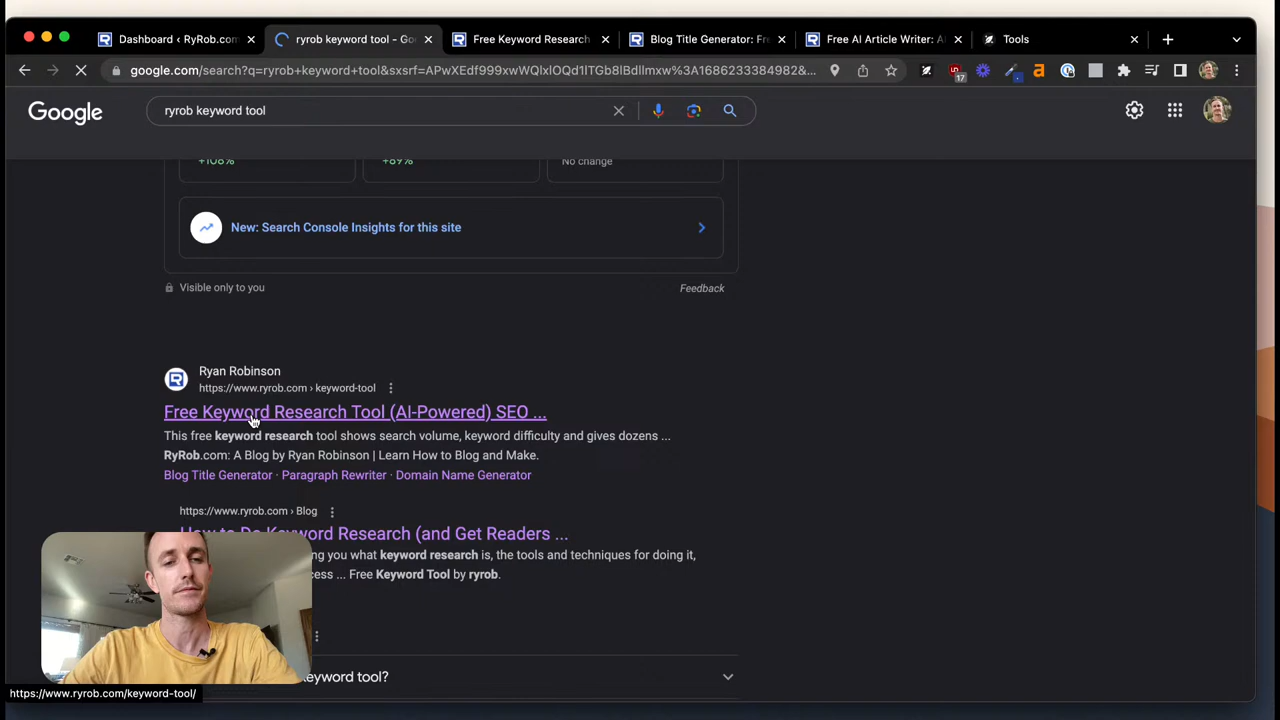 Dashboard ‹ RyRob.com:
ryrob keyword tool - Go
Free Keyword Research
Blog Title Generator: Fr
Free AI Article Writer: A
Tools
google.com/search?q=ryrob+keyword+tool&sxsrf=APwXEdf999xwWQlxlOQd1lTGb8lBdllmxw%3A1686233384982&...
17
Google
ryrob keyword tool
+108%
+89%
No change
New: Search Console Insights for this site
Visible only to you
Feedback
Ryan Robinson
https://www.ryrob.com › keyword-tool
Free Keyword Research Tool (AI-Powered) SEO ...
This free keyword research tool shows search volume, keyword difficulty and gives dozens ...
RyRob.com: A Blog by Ryan Robinson | Learn How to Blog and Make.
Blog Title Generator · Paragraph Rewriter · Domain Name Generator
https://www.ryrob.com › Blog
How to Do Keyword Research (and Get Readers ...
ng you what keyword research is, the tools and techniques for doing it,
cess ... Free Keyword Tool by ryrob.
eyword tool?
https://www.ryrob.com/keyword-tool/